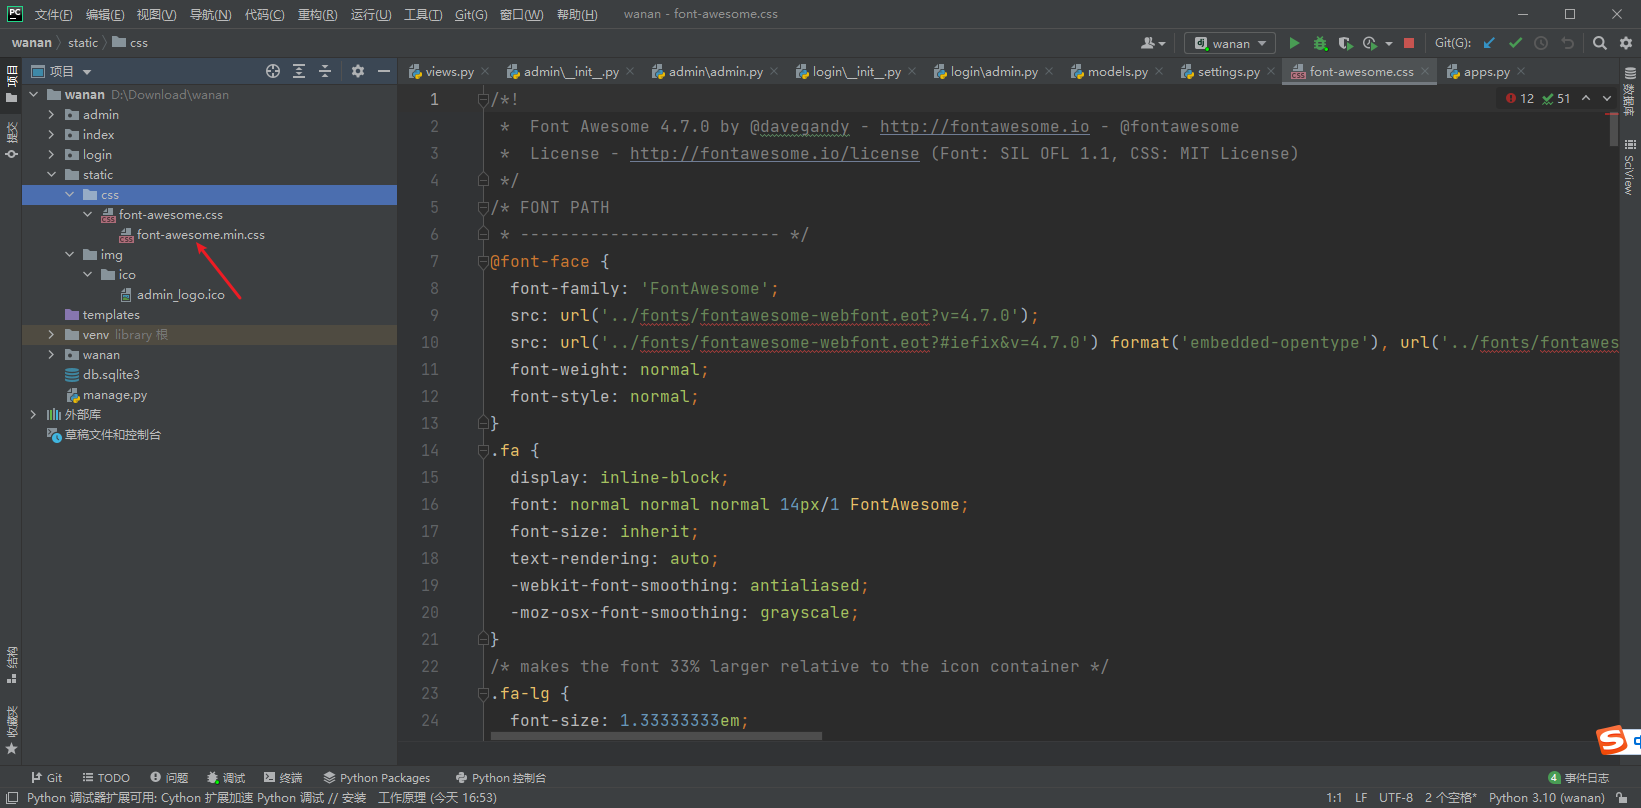 PC 文件(F) 编辑(E) 视图(V) 导航(N) 代码(C) 重构(R) 运行(U) 工具(T) Git(G) 窗口(W) 帮助(H) wanan - font-awesome.css
wanan static css
dj wanan Git(G):
项目
views.py admin\__init__.py admin\admin.py login\__init__.py login\admin.py models.py settings.py font-awesome.css apps.py
项目
提交
结构
收藏夹
wanan D:\Download\wanan
admin
index
login
static
css
font-awesome.css
font-awesome.min.css
img
ico
admin_logo.ico
templates
venv library 根
wanan
db.sqlite3
manage.py
外部库
草稿文件和控制台
12 51
1 /*!
2 *  Font Awesome 4.7.0 by @davegandy - http://fontawesome.io - @fontawesome
3 *  License - http://fontawesome.io/license (Font: SIL OFL 1.1, CSS: MIT License)
4 */
5 /* FONT PATH
6 * -------------------------- */
7 @font-face {
8 font-family: 'FontAwesome';
9 src: url('../fonts/fontawesome-webfont.eot?v=4.7.0');
10 src: url('../fonts/fontawesome-webfont.eot?#iefix&v=4.7.0') format('embedded-opentype'), url('../fonts/fontawes
11 font-weight: normal;
12 font-style: normal;
13 }
14 .fa {
15 display: inline-block;
16 font: normal normal normal 14px/1 FontAwesome;
17 font-size: inherit;
18 text-rendering: auto;
19 -webkit-font-smoothing: antialiased;
20 -moz-osx-font-smoothing: grayscale;
21 }
22 /* makes the font 33% larger relative to the icon container */
23 .fa-lg {
24 font-size: 1.33333333em;
数据库
SciView
Git TODO 问题 调试 终端 Python Packages Python 控制台 4 事件日志
Python 调试器扩展可用: Cython 扩展加速 Python 调试 // 安装 工作原理 (今天 16:53) 1:1 LF UTF-8 2 个空格* Python 3.10 (wanan)